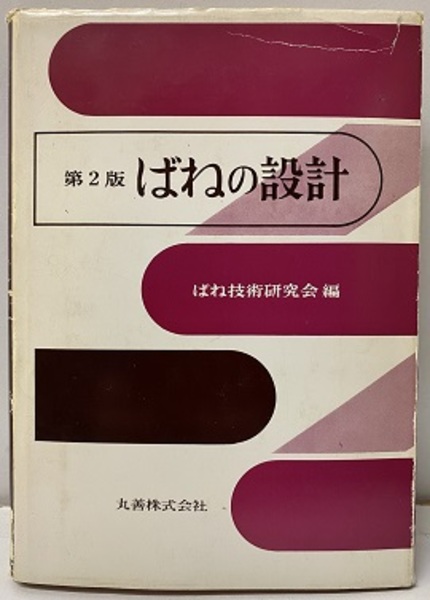 第2版 ばねの設計
ばね技術研究会 編
丸善株式会社